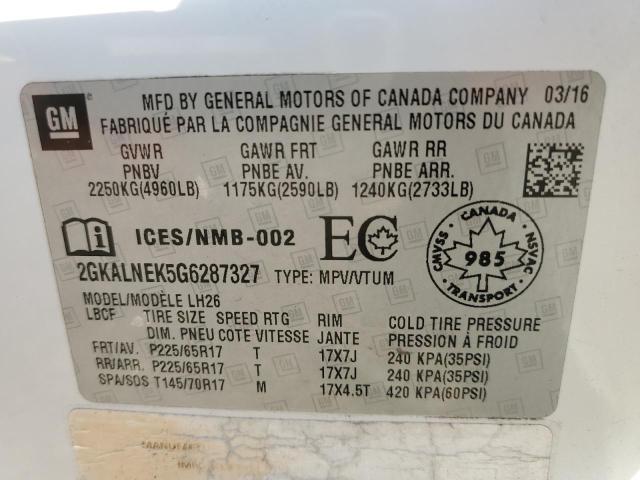 GM
MFD BY GENERAL MOTORS OF CANADA COMPANY 03/16
FABRIQUÉ PAR LA COMPAGNIE GENERAL MOTORS DU CANADA
GVWR GAWR FRT GAWR RR
PNBV PNBE AV. PNBE ARR.
2250KG(4960LB) 1175KG(2590LB) 1240KG(2733LB)
ICES/NMB-002 EC
CANADA
CMVSS 985 NSVAC
TRANSPORT
2GKALNEK5G6287327 TYPE: MPV/VTUM
MODEL/MODÈLE LH26
LBCF TIRE SIZE SPEED RTG RIM COLD TIRE PRESSURE
DIM. PNEU COTE VITESSE JANTE PRESSION À FROID
FRT/AV. P225/65R17 T 17X7J 240 KPA(35PSI)
RR/ARR. P225/65R17 T 17X7J 240 KPA(35PSI)
SPA/SOS T145/70R17 M 17X4.5T 420 KPA(60PSI)